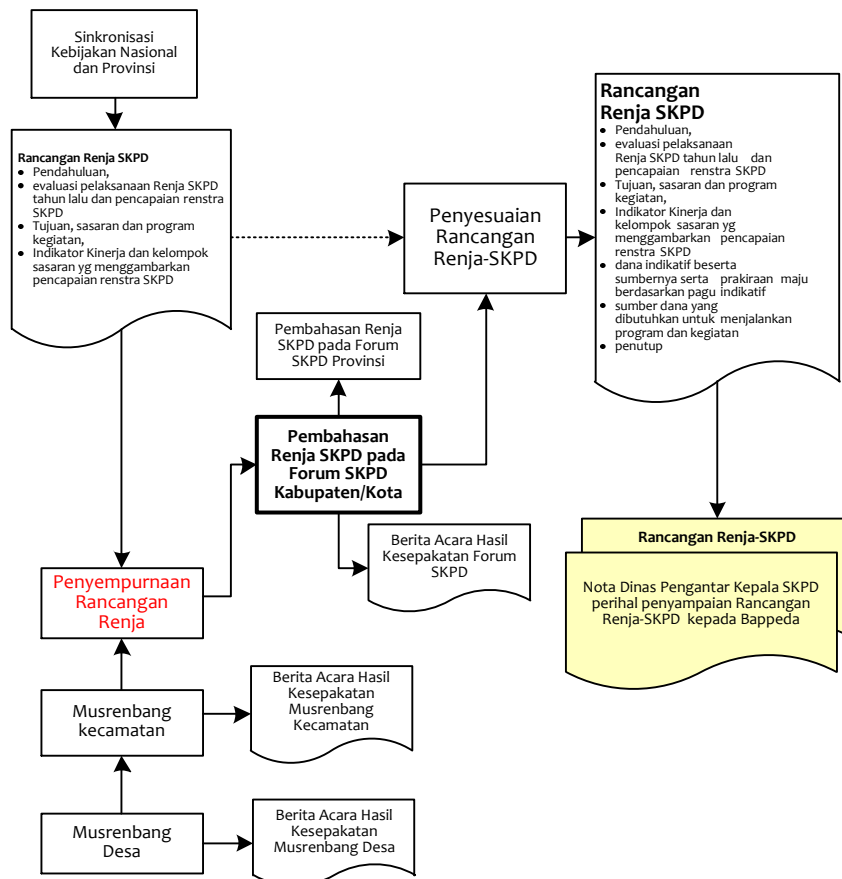 Sinkronisasi
Kebijakan Nasional
dan Provinsi
Rancangan Renja SKPD
• Pendahuluan,
• evaluasi pelaksanaan Renja SKPD
tahun lalu dan pencapaian renstra
SKPD
• Tujuan, sasaran dan program
kegiatan,
• Indikator Kinerja dan kelompok
sasaran yg menggambarkan
pencapaian renstra SKPD
Penyesuaian
Rancangan
Renja-SKPD
Rancangan
Renja SKPD
• Pendahuluan,
• evaluasi pelaksanaan
Renja SKPD tahun lalu dan
pencapaian renstra SKPD
• Tujuan, sasaran dan program
kegiatan,
• Indikator Kinerja dan
kelompok sasaran yg
menggambarkan pencapaian
renstra SKPD
• dana indikatif beserta
sumbernya serta prakiraan maju
berdasarkan pagu indikatif
• sumber dana yang
dibutuhkan untuk menjalankan
program dan kegiatan
• penutup
Pembahasan Renja
SKPD pada Forum
SKPD Provinsi
Pembahasan
Renja SKPD pada
Forum SKPD
Kabupaten/Kota
Berita Acara Hasil
Kesepakatan Forum
SKPD
Rancangan Renja-SKPD
Nota Dinas Pengantar Kepala SKPD
perihal penyampaian Rancangan
Renja-SKPD kepada Bappeda
Penyempurnaan
Rancangan
Renja
Musrenbang
kecamatan
Berita Acara Hasil
Kesepakatan
Musrenbang
Kecamatan
Musrenbang
Desa
Berita Acara Hasil
Kesepakatan
Musrenbang Desa